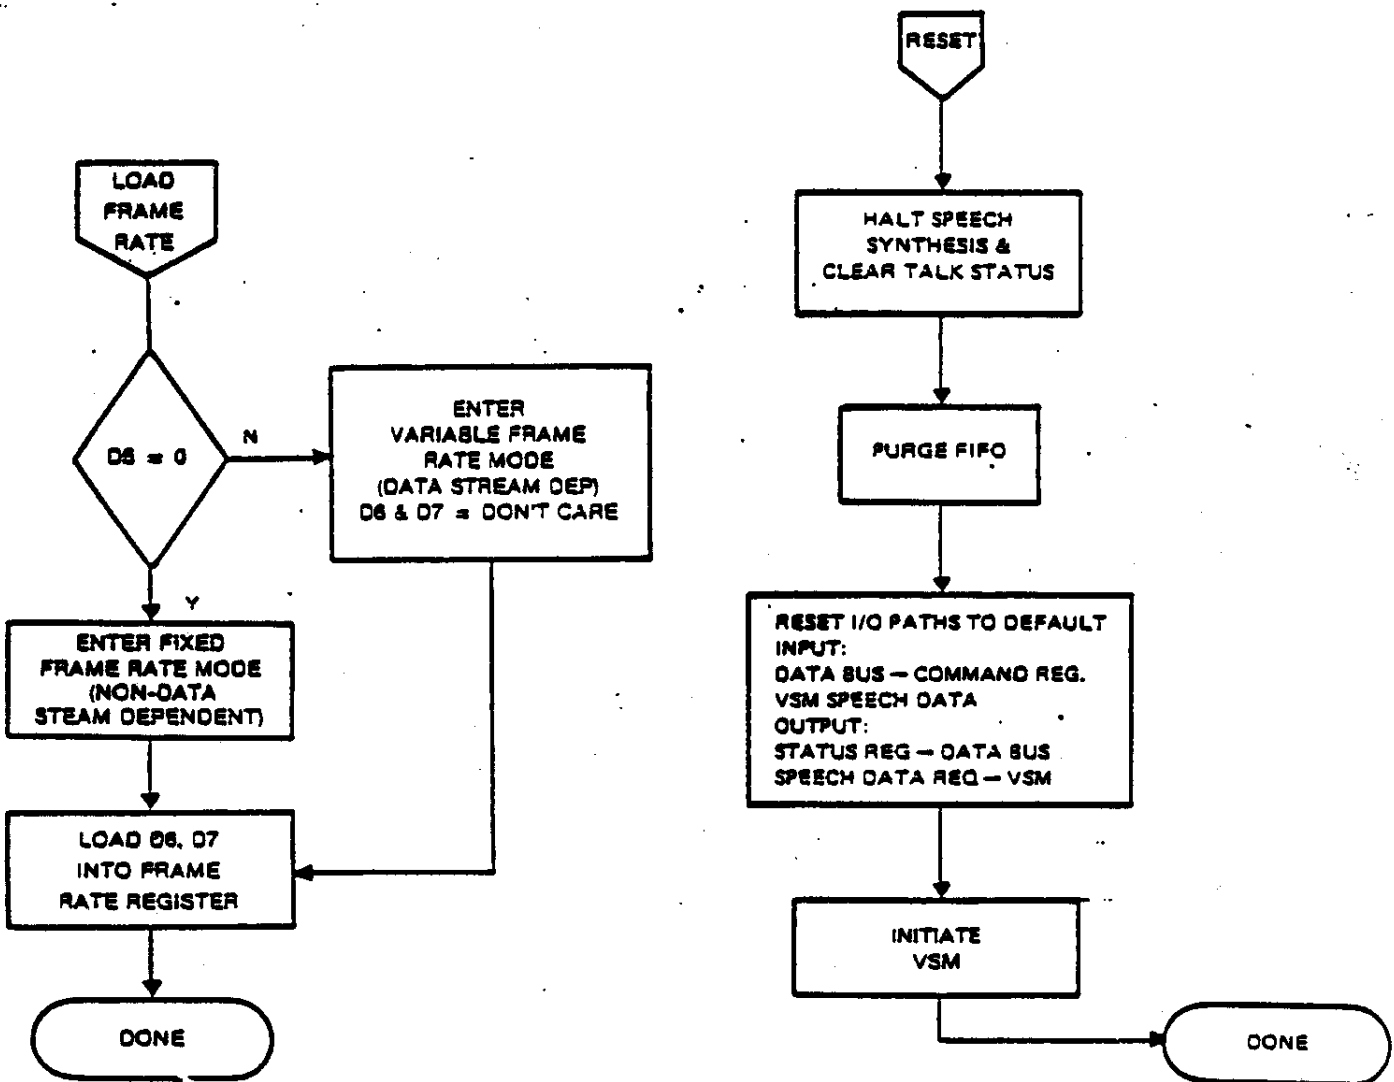 LOAD
FRAME
RATE
D5 = 0
N
Y
ENTER
VARIABLE FRAME
RATE MODE
(DATA STREAM DEP)
D6 & D7 = DON'T CARE
ENTER FIXED
FRAME RATE MODE
(NON-DATA
STEAM DEPENDENT)
LOAD D6, D7
INTO FRAME
RATE REGISTER
DONE
RESET
HALT SPEECH
SYNTHESIS &
CLEAR TALK STATUS
PURGE FIFO
RESET I/O PATHS TO DEFAULT
INPUT:
DATA BUS — COMMAND REG.
VSM SPEECH DATA
OUTPUT:
STATUS REG — DATA BUS
SPEECH DATA REQ — VSM
INITIATE
VSM
DONE